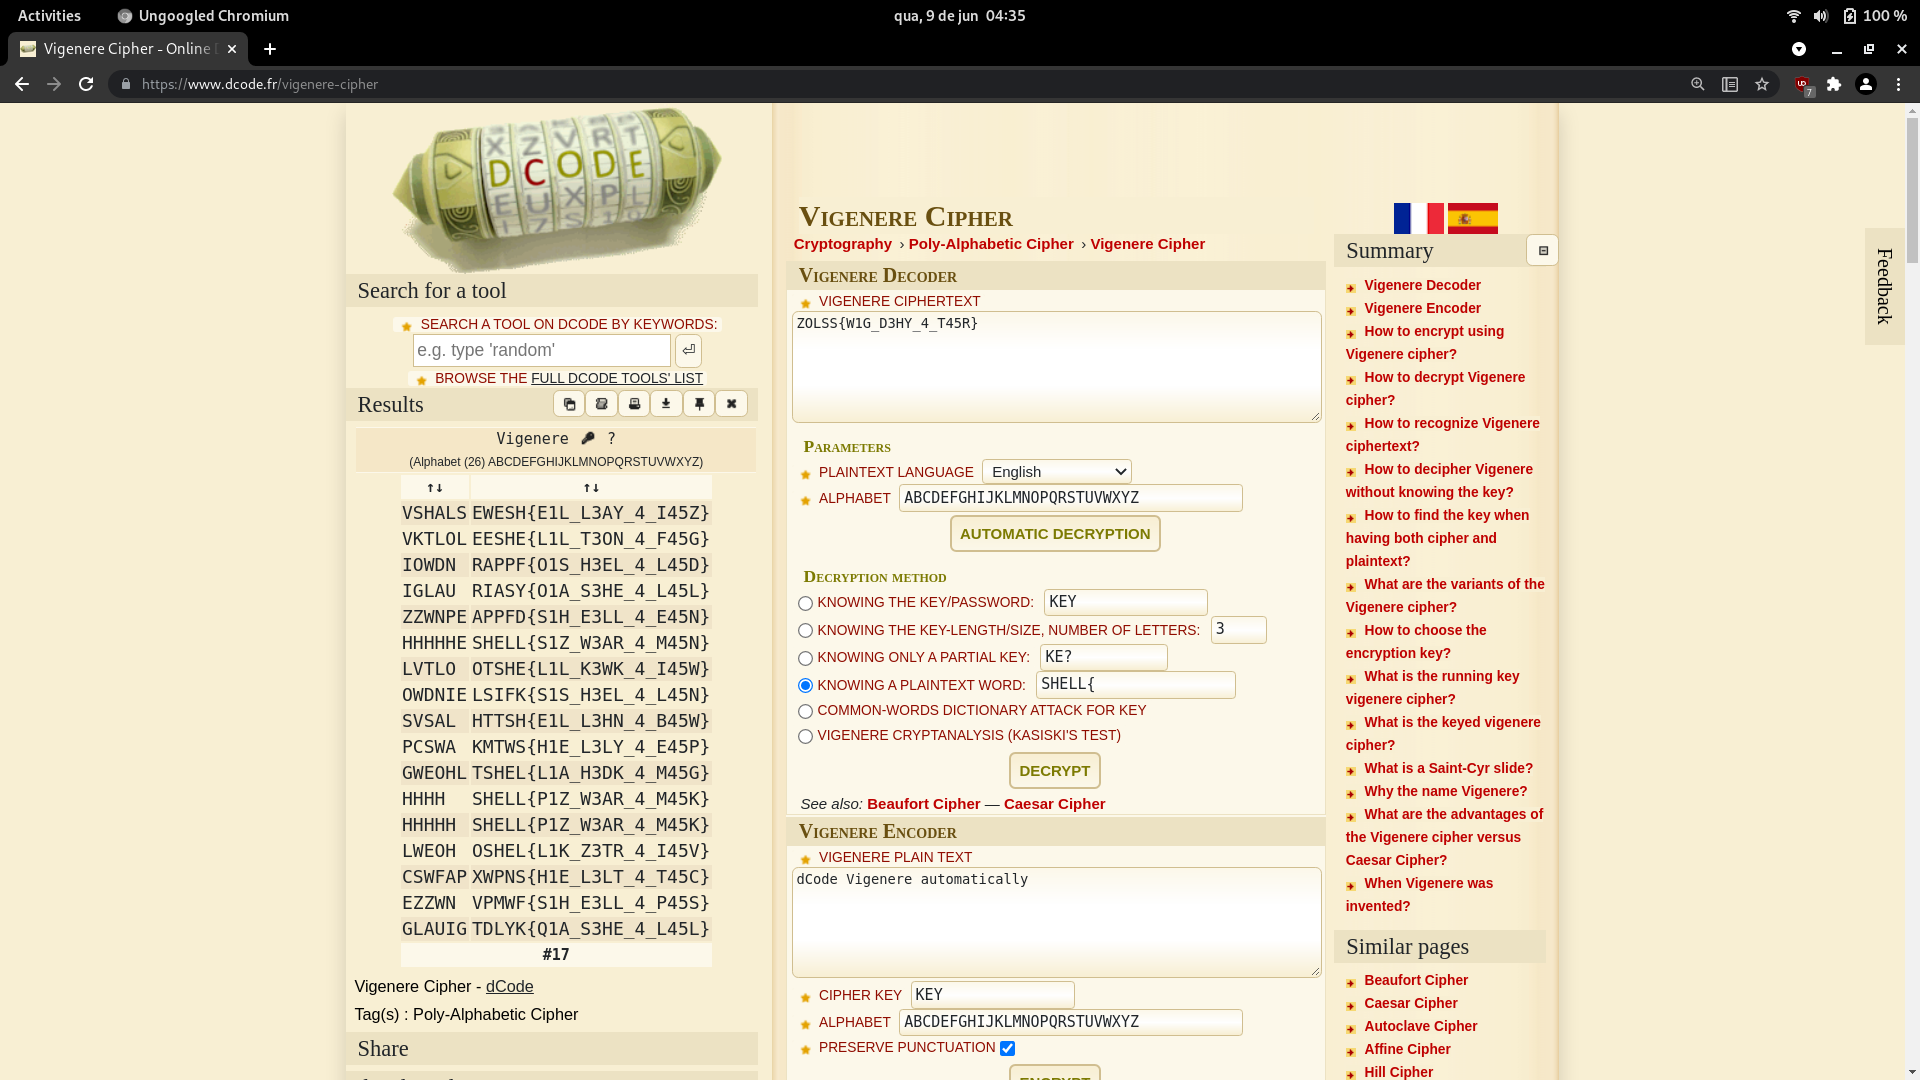 Activities
Ungoogled Chromium
qua, 9 de jun 04:35
100 %
Vigenere Cipher - Online D
https://www.dcode.fr/vigenere-cipher
7
DCODE
Search for a tool
SEARCH A TOOL ON DCODE BY KEYWORDS:
e.g. type 'random'
BROWSE THE FULL DCODE TOOLS' LIST
Results
Vigenere ?
(Alphabet (26) ABCDEFGHIJKLMNOPQRSTUVWXYZ)
↑↓ ↑↓
VSHALS EWESH{E1L_L3AY_4_I45Z}
VKTLOL EESHE{L1L_T3ON_4_F45G}
IOWDN RAPPF{O1S_H3EL_4_L45D}
IGLAU RIASY{O1A_S3HE_4_L45L}
ZZWNPE APPFD{S1H_E3LL_4_E45N}
HHHHHE SHELL{S1Z_W3AR_4_M45N}
LVTLO OTSHE{L1L_K3WK_4_I45W}
OWDNIE LSIFK{S1S_H3EL_4_L45N}
SVSAL HTTSH{E1L_L3HN_4_B45W}
PCSWA KMTWS{H1E_L3LY_4_E45P}
GWEOHL TSHEL{L1A_H3DK_4_M45G}
HHHH SHELL{P1Z_W3AR_4_M45K}
HHHHH SHELL{P1Z_W3AR_4_M45K}
LWEOH OSHEL{L1K_Z3TR_4_I45V}
CSWFAP XWPNS{H1E_L3LT_4_T45C}
EZZWN VPMWF{S1H_E3LL_4_P45S}
GLAUIG TDLYK{Q1A_S3HE_4_L45L}
#17
Vigenere Cipher - dCode
Tag(s) : Poly-Alphabetic Cipher
Share
Vigenere Cipher
Cryptography › Poly-Alphabetic Cipher › Vigenere Cipher
Vigenere Decoder
VIGENERE CIPHERTEXT
ZOLSS{W1G_D3HY_4_T45R}
Parameters
PLAINTEXT LANGUAGE English
ALPHABET ABCDEFGHIJKLMNOPQRSTUVWXYZ
AUTOMATIC DECRYPTION
Decryption method
KNOWING THE KEY/PASSWORD: KEY
KNOWING THE KEY-LENGTH/SIZE, NUMBER OF LETTERS: 3
KNOWING ONLY A PARTIAL KEY: KE?
KNOWING A PLAINTEXT WORD: SHELL{
COMMON-WORDS DICTIONARY ATTACK FOR KEY
VIGENERE CRYPTANALYSIS (KASISKI'S TEST)
DECRYPT
See also: Beaufort Cipher — Caesar Cipher
Vigenere Encoder
VIGENERE PLAIN TEXT
dCode Vigenere automatically
CIPHER KEY KEY
ALPHABET ABCDEFGHIJKLMNOPQRSTUVWXYZ
PRESERVE PUNCTUATION
ENCRYPT
Summary
Vigenere Decoder
Vigenere Encoder
How to encrypt using
Vigenere cipher?
How to decrypt Vigenere
cipher?
How to recognize Vigenere
ciphertext?
How to decipher Vigenere
without knowing the key?
How to find the key when
having both cipher and
plaintext?
What are the variants of the
Vigenere cipher?
How to choose the
encryption key?
What is the running key
vigenere cipher?
What is the keyed vigenere
cipher?
What is a Saint-Cyr slide?
Why the name Vigenere?
What are the advantages of
the Vigenere cipher versus
Caesar Cipher?
When Vigenere was
invented?
Similar pages
Beaufort Cipher
Caesar Cipher
Autoclave Cipher
Affine Cipher
Hill Cipher
Feedback